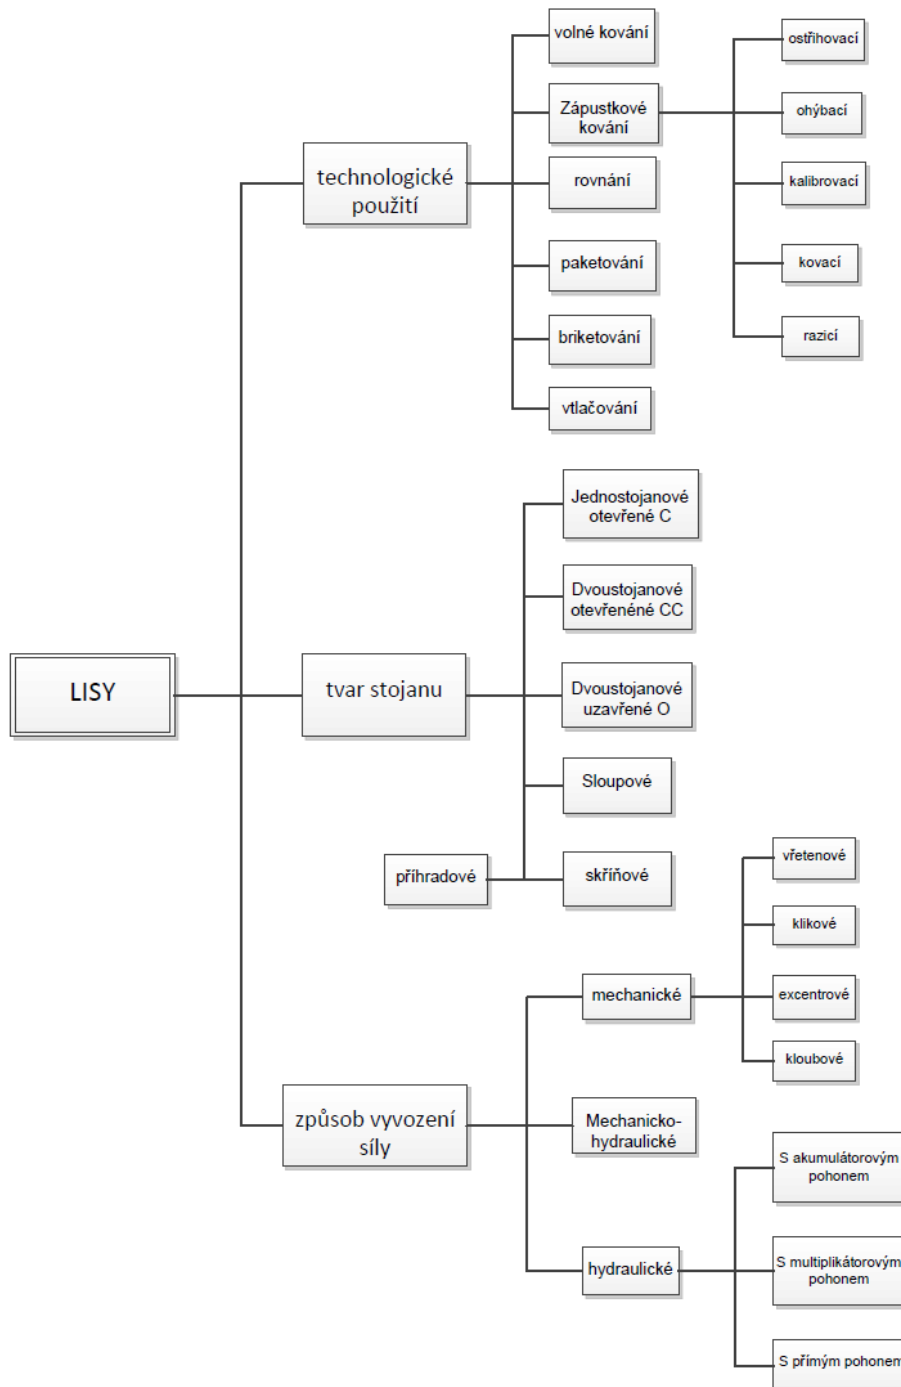 LISY
technologické
použití
volné kování
Zápustkové
kování
ostřihovací
ohýbací
kalibrovací
kovací
razicí
rovnání
paketování
briketování
vtlačování
tvar stojanu
Jednostojanové
otevřené C
Dvoustojanové
otevřenéné CC
Dvoustojanové
uzavřené O
Sloupové
příhradové
skříňové
způsob vyvození
síly
mechanické
vřetenové
klikové
excentrové
kloubové
Mechanicko-
hydraulické
hydraulické
S akumulátorovým
pohonem
S multiplikátorovým
pohonem
S přímým pohonem